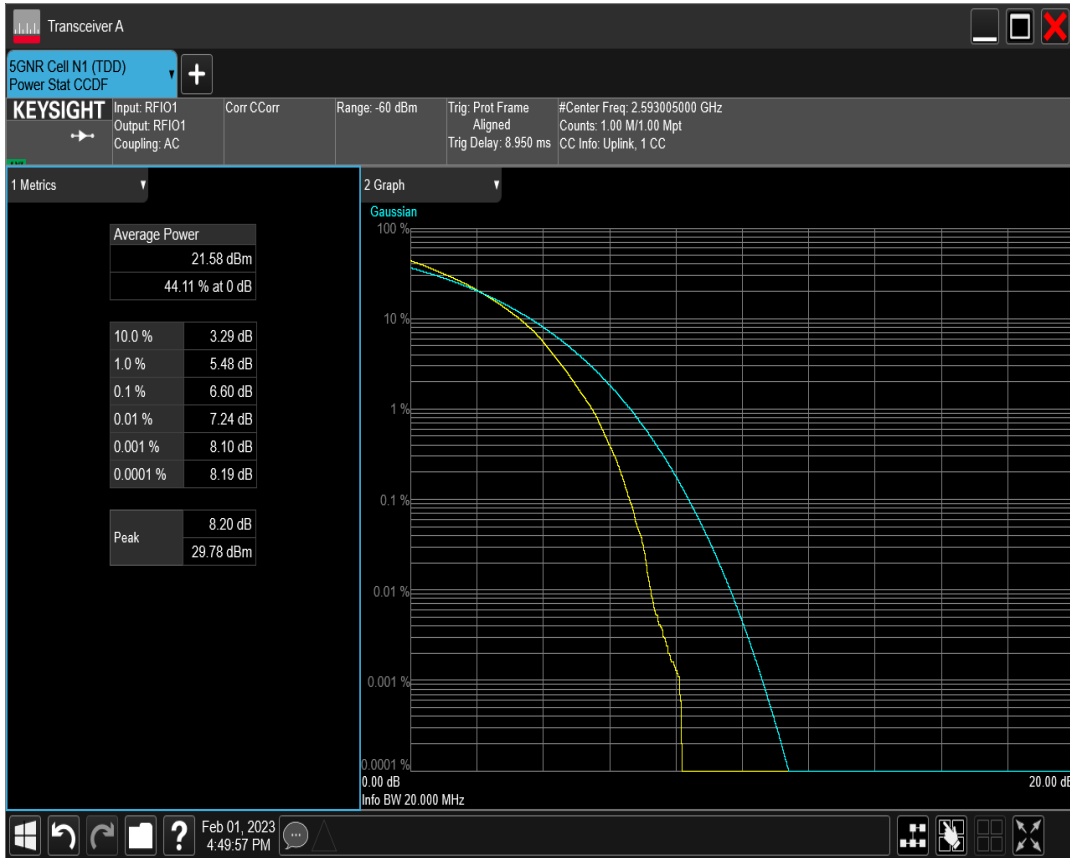 Transceiver A
5GNR Cell N1 (TDD)
Power Stat CCDF
KEYSIGHT
Input: RFIO1
Output: RFIO1
Coupling: AC
Corr CCorr
Range: -60 dBm
Trig: Prot Frame
Aligned
Trig Delay: 8.950 ms
#Center Freq: 2.593005000 GHz
Counts: 1.00 M/1.00 Mpt
CC Info: Uplink, 1 CC
1 Metrics
Average Power
21.58 dBm
44.11 % at 0 dB
10.0 % 3.29 dB
1.0 % 5.48 dB
0.1 % 6.60 dB
0.01 % 7.24 dB
0.001 % 8.10 dB
0.0001 % 8.19 dB
Peak
8.20 dB
29.78 dBm
2 Graph
Gaussian
100 %
10 %
1 %
0.1 %
0.01 %
0.001 %
0.0001 %
0.00 dB
20.00 dB
Info BW 20.000 MHz
Feb 01, 2023
4:49:57 PM